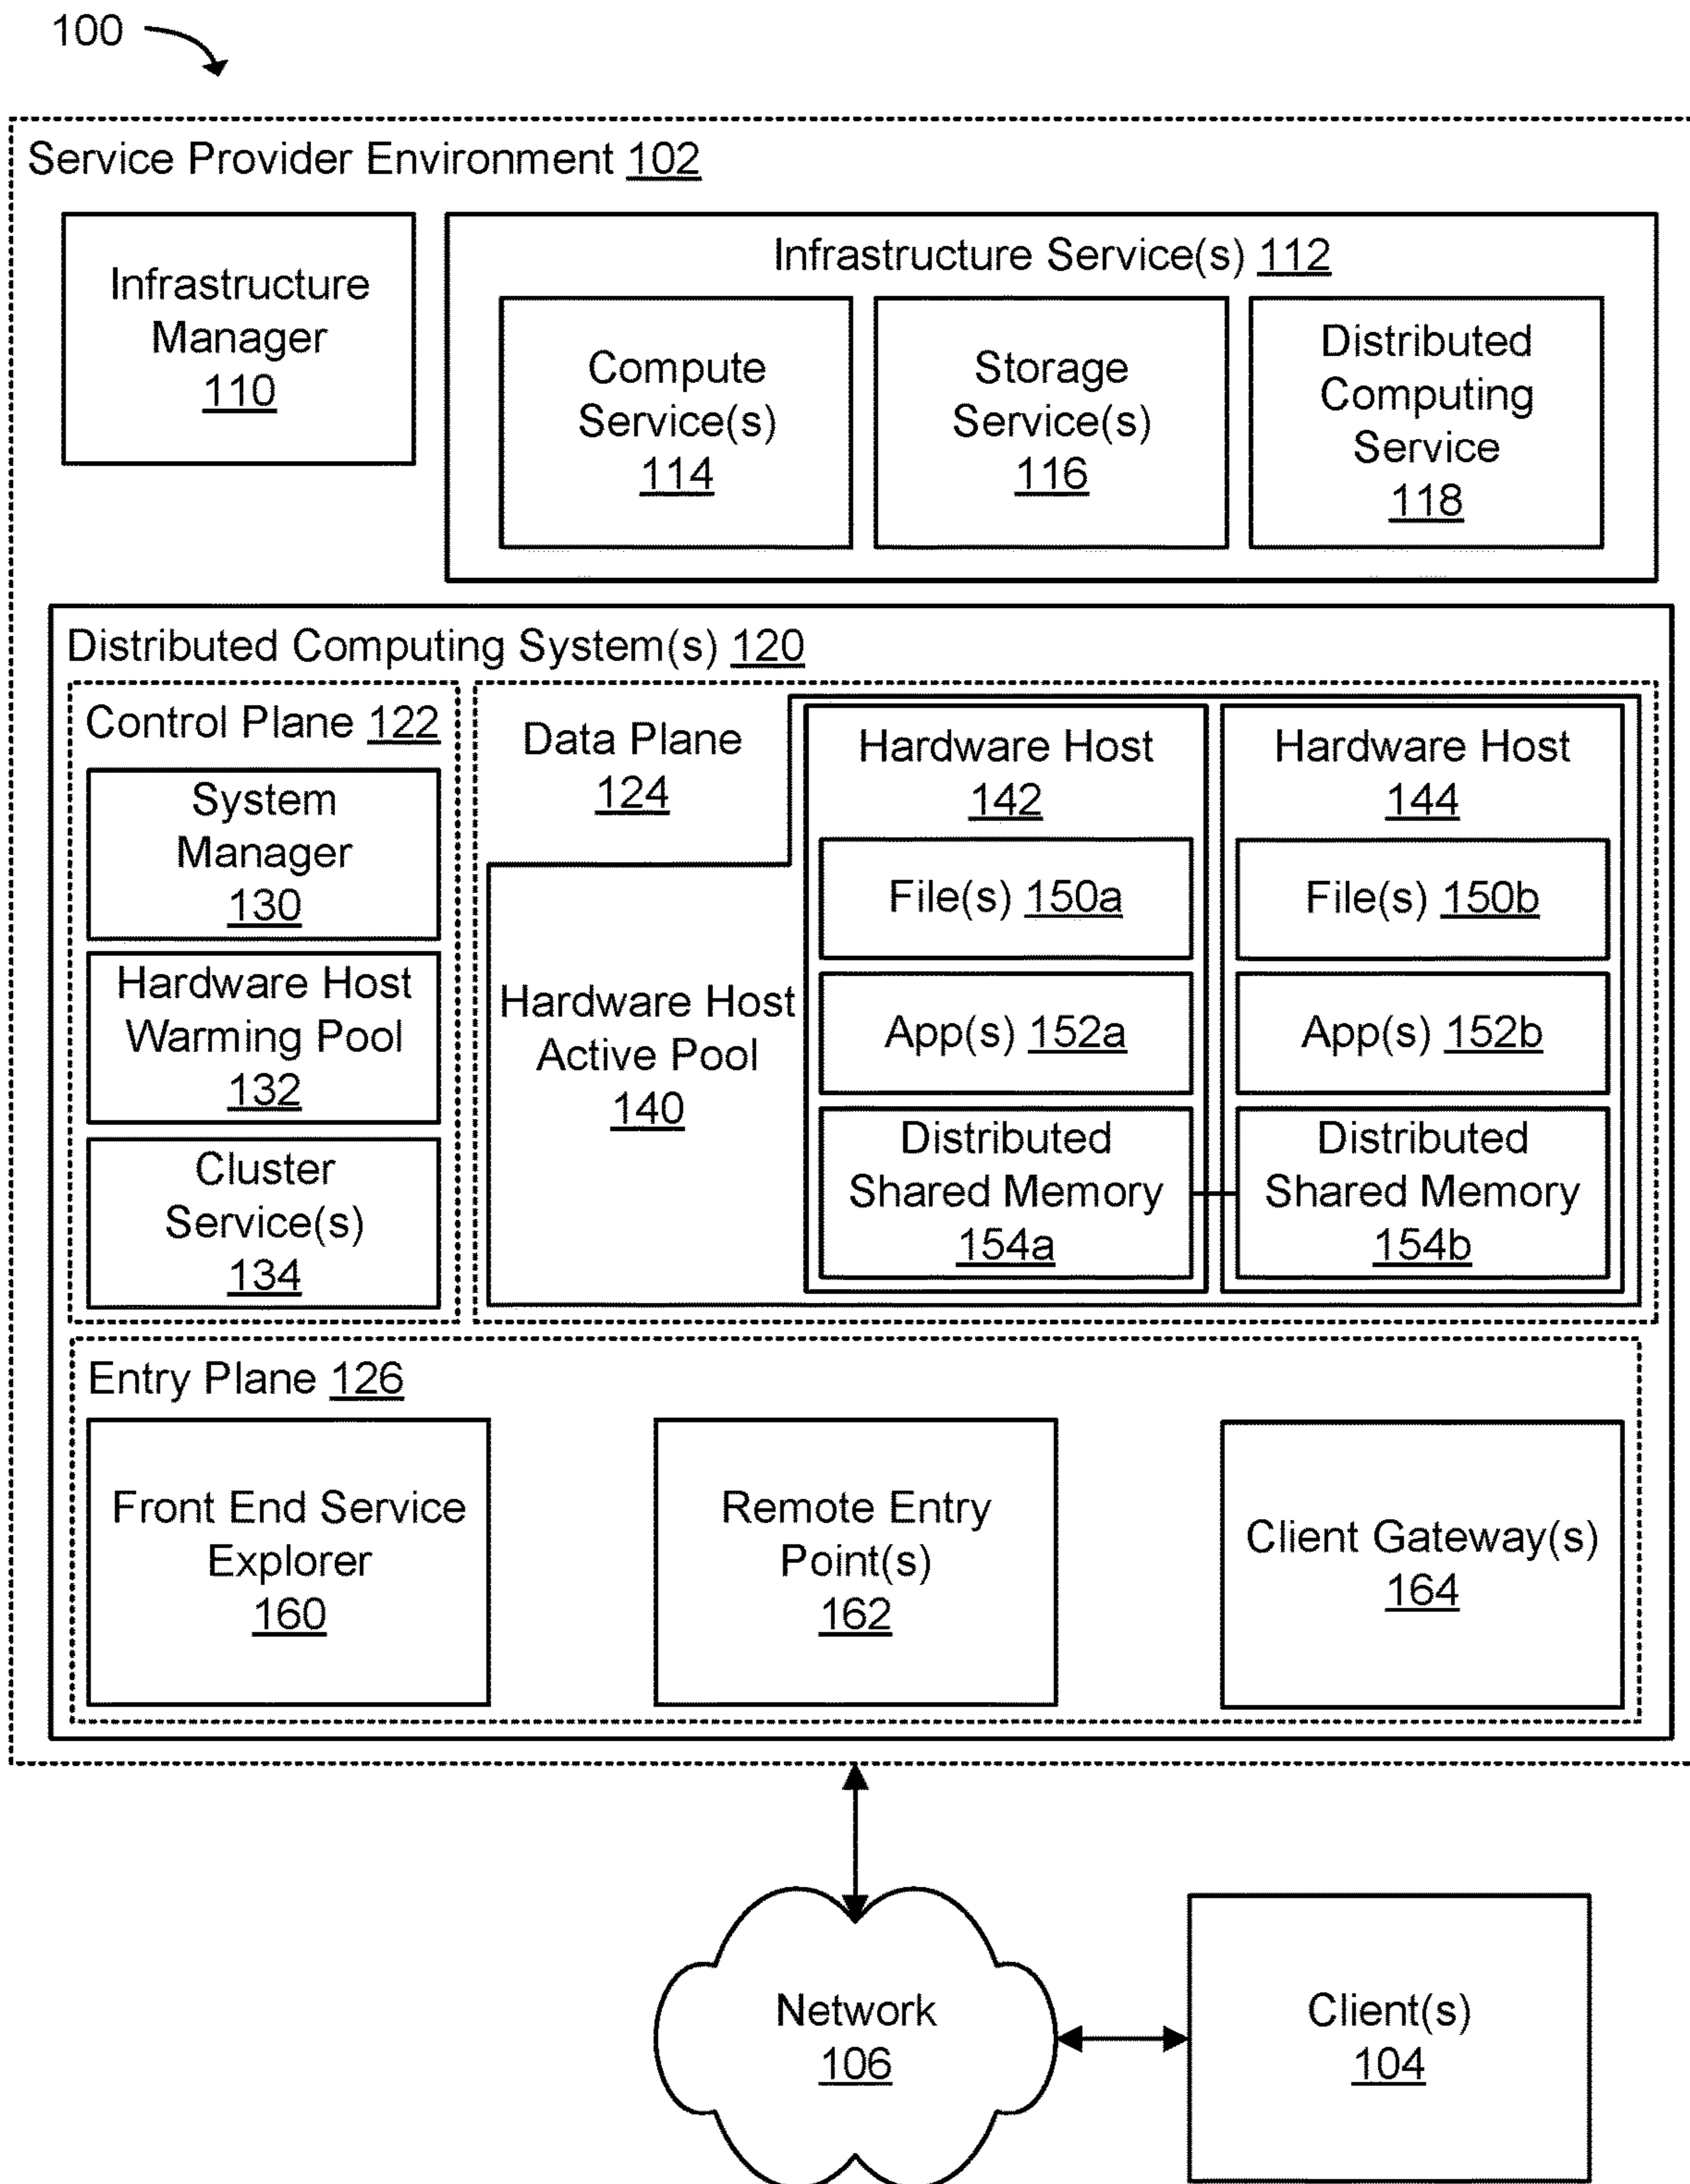 100
Service Provider Environment 102
Infrastructure
Manager
110
Infrastructure Service(s) 112
Compute
Service(s)
114
Storage
Service(s)
116
Distributed
Computing
Service
118
Distributed Computing System(s) 120
Control Plane 122
System
Manager
130
Hardware Host
Warming Pool
132
Cluster
Service(s)
134
Data Plane
124
Hardware Host
Active Pool
140
Hardware Host
142
File(s) 150a
App(s) 152a
Distributed
Shared Memory
154a
Hardware Host
144
File(s) 150b
App(s) 152b
Distributed
Shared Memory
154b
Entry Plane 126
Front End Service
Explorer
160
Remote Entry
Point(s)
162
Client Gateway(s)
164
Network
106
Client(s)
104